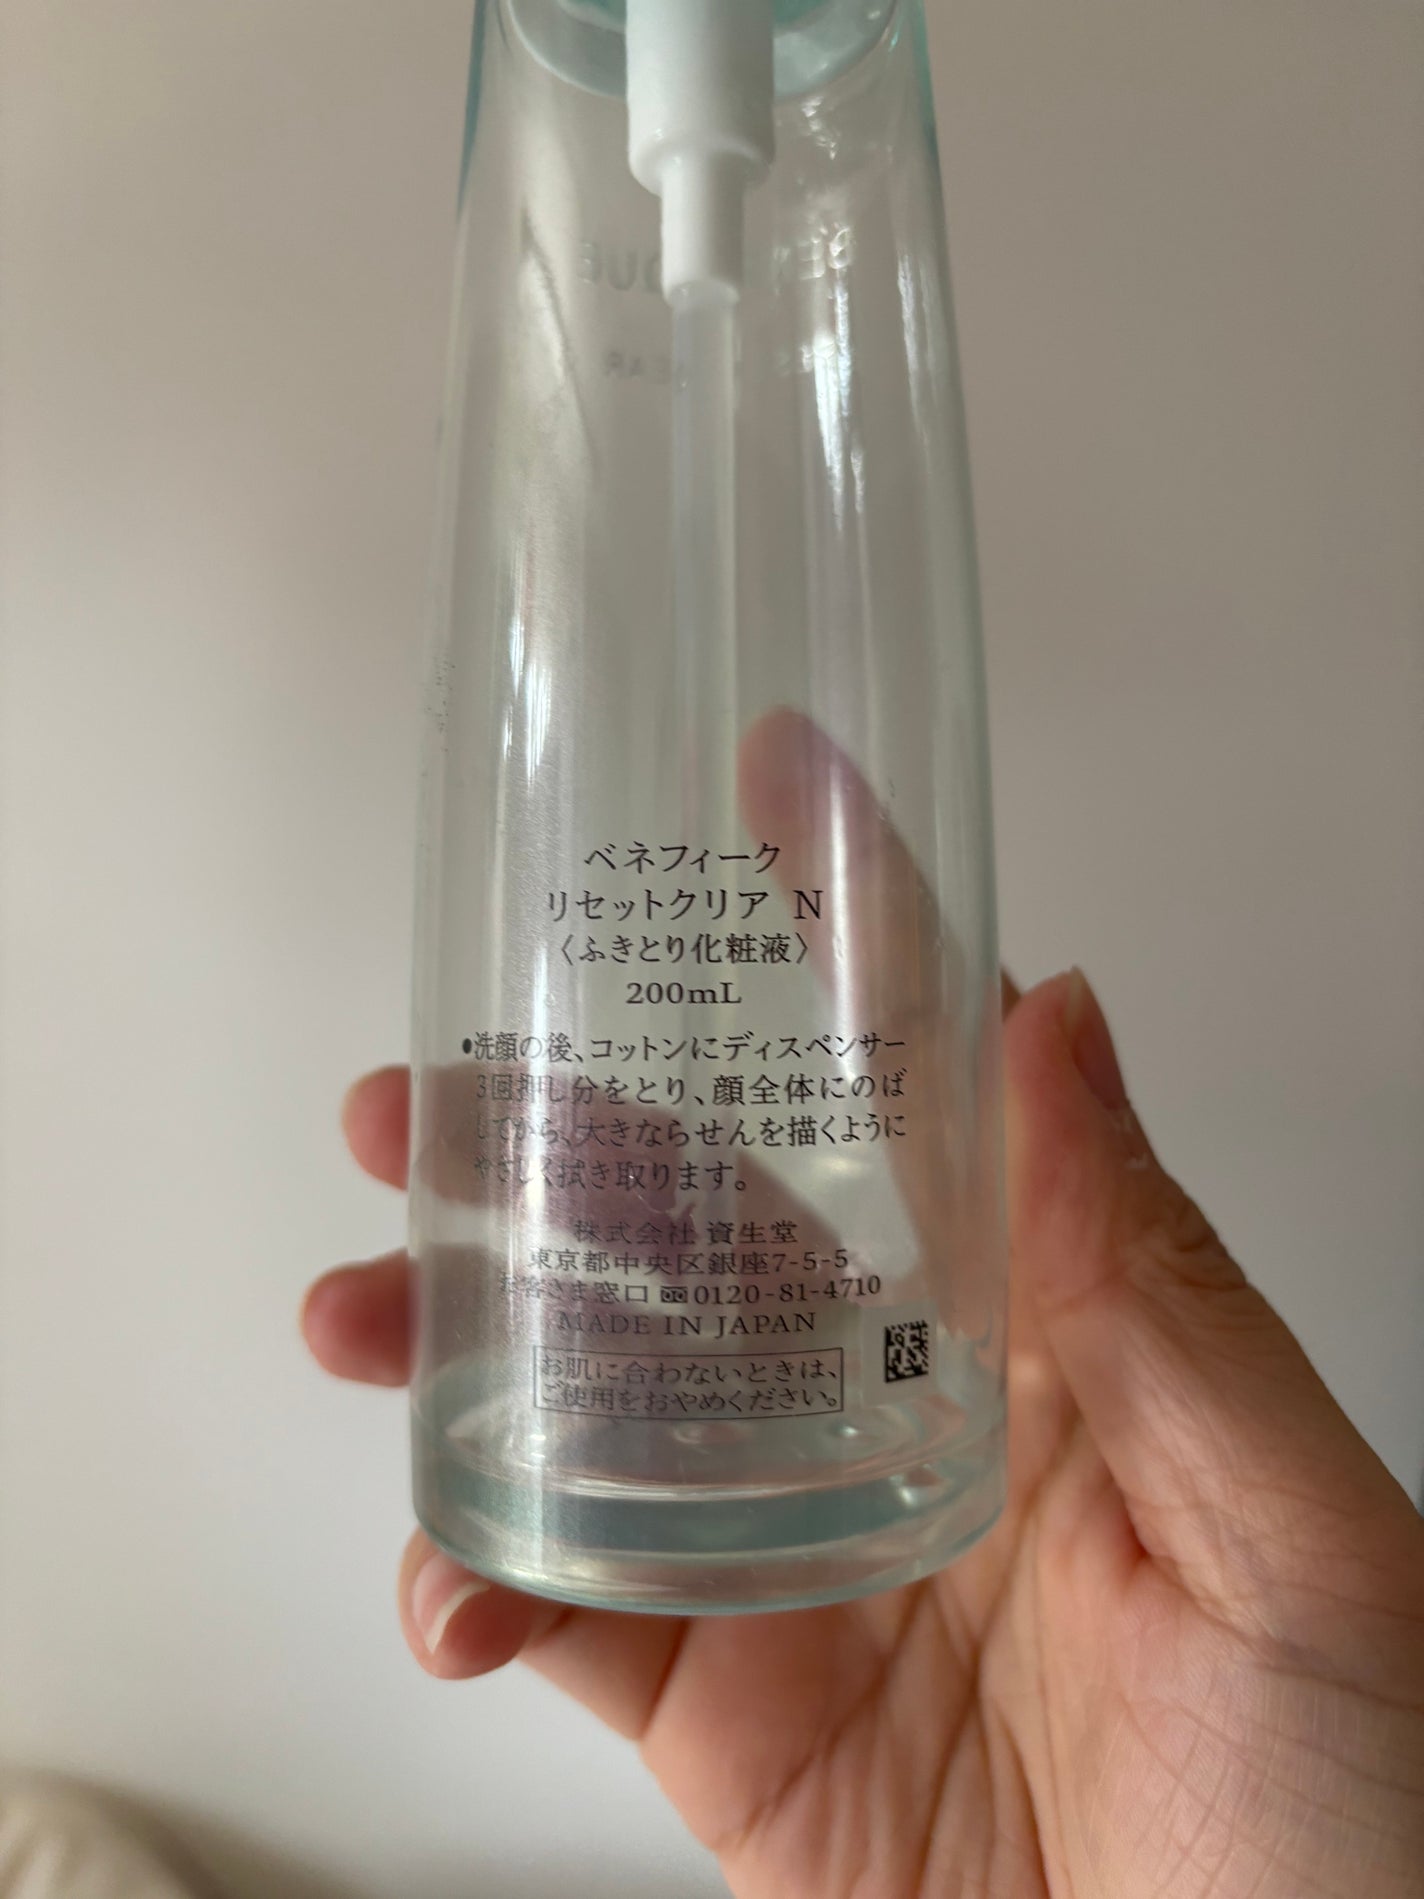 ベネフィーク
リセットクリア N
〈ふきとり化粧液〉
200mL
•洗顔の後、コットンにディスペンサー
3回押し分をとり、顔全体にのば
してから、大きならせんを描くように
やさしく拭き取ります。
株式会社 資生堂
東京都中央区銀座7-5-5
お客さま窓口 0120-81-4710
MADE IN JAPAN
お肌に合わないときは、
ご使用をおやめください。